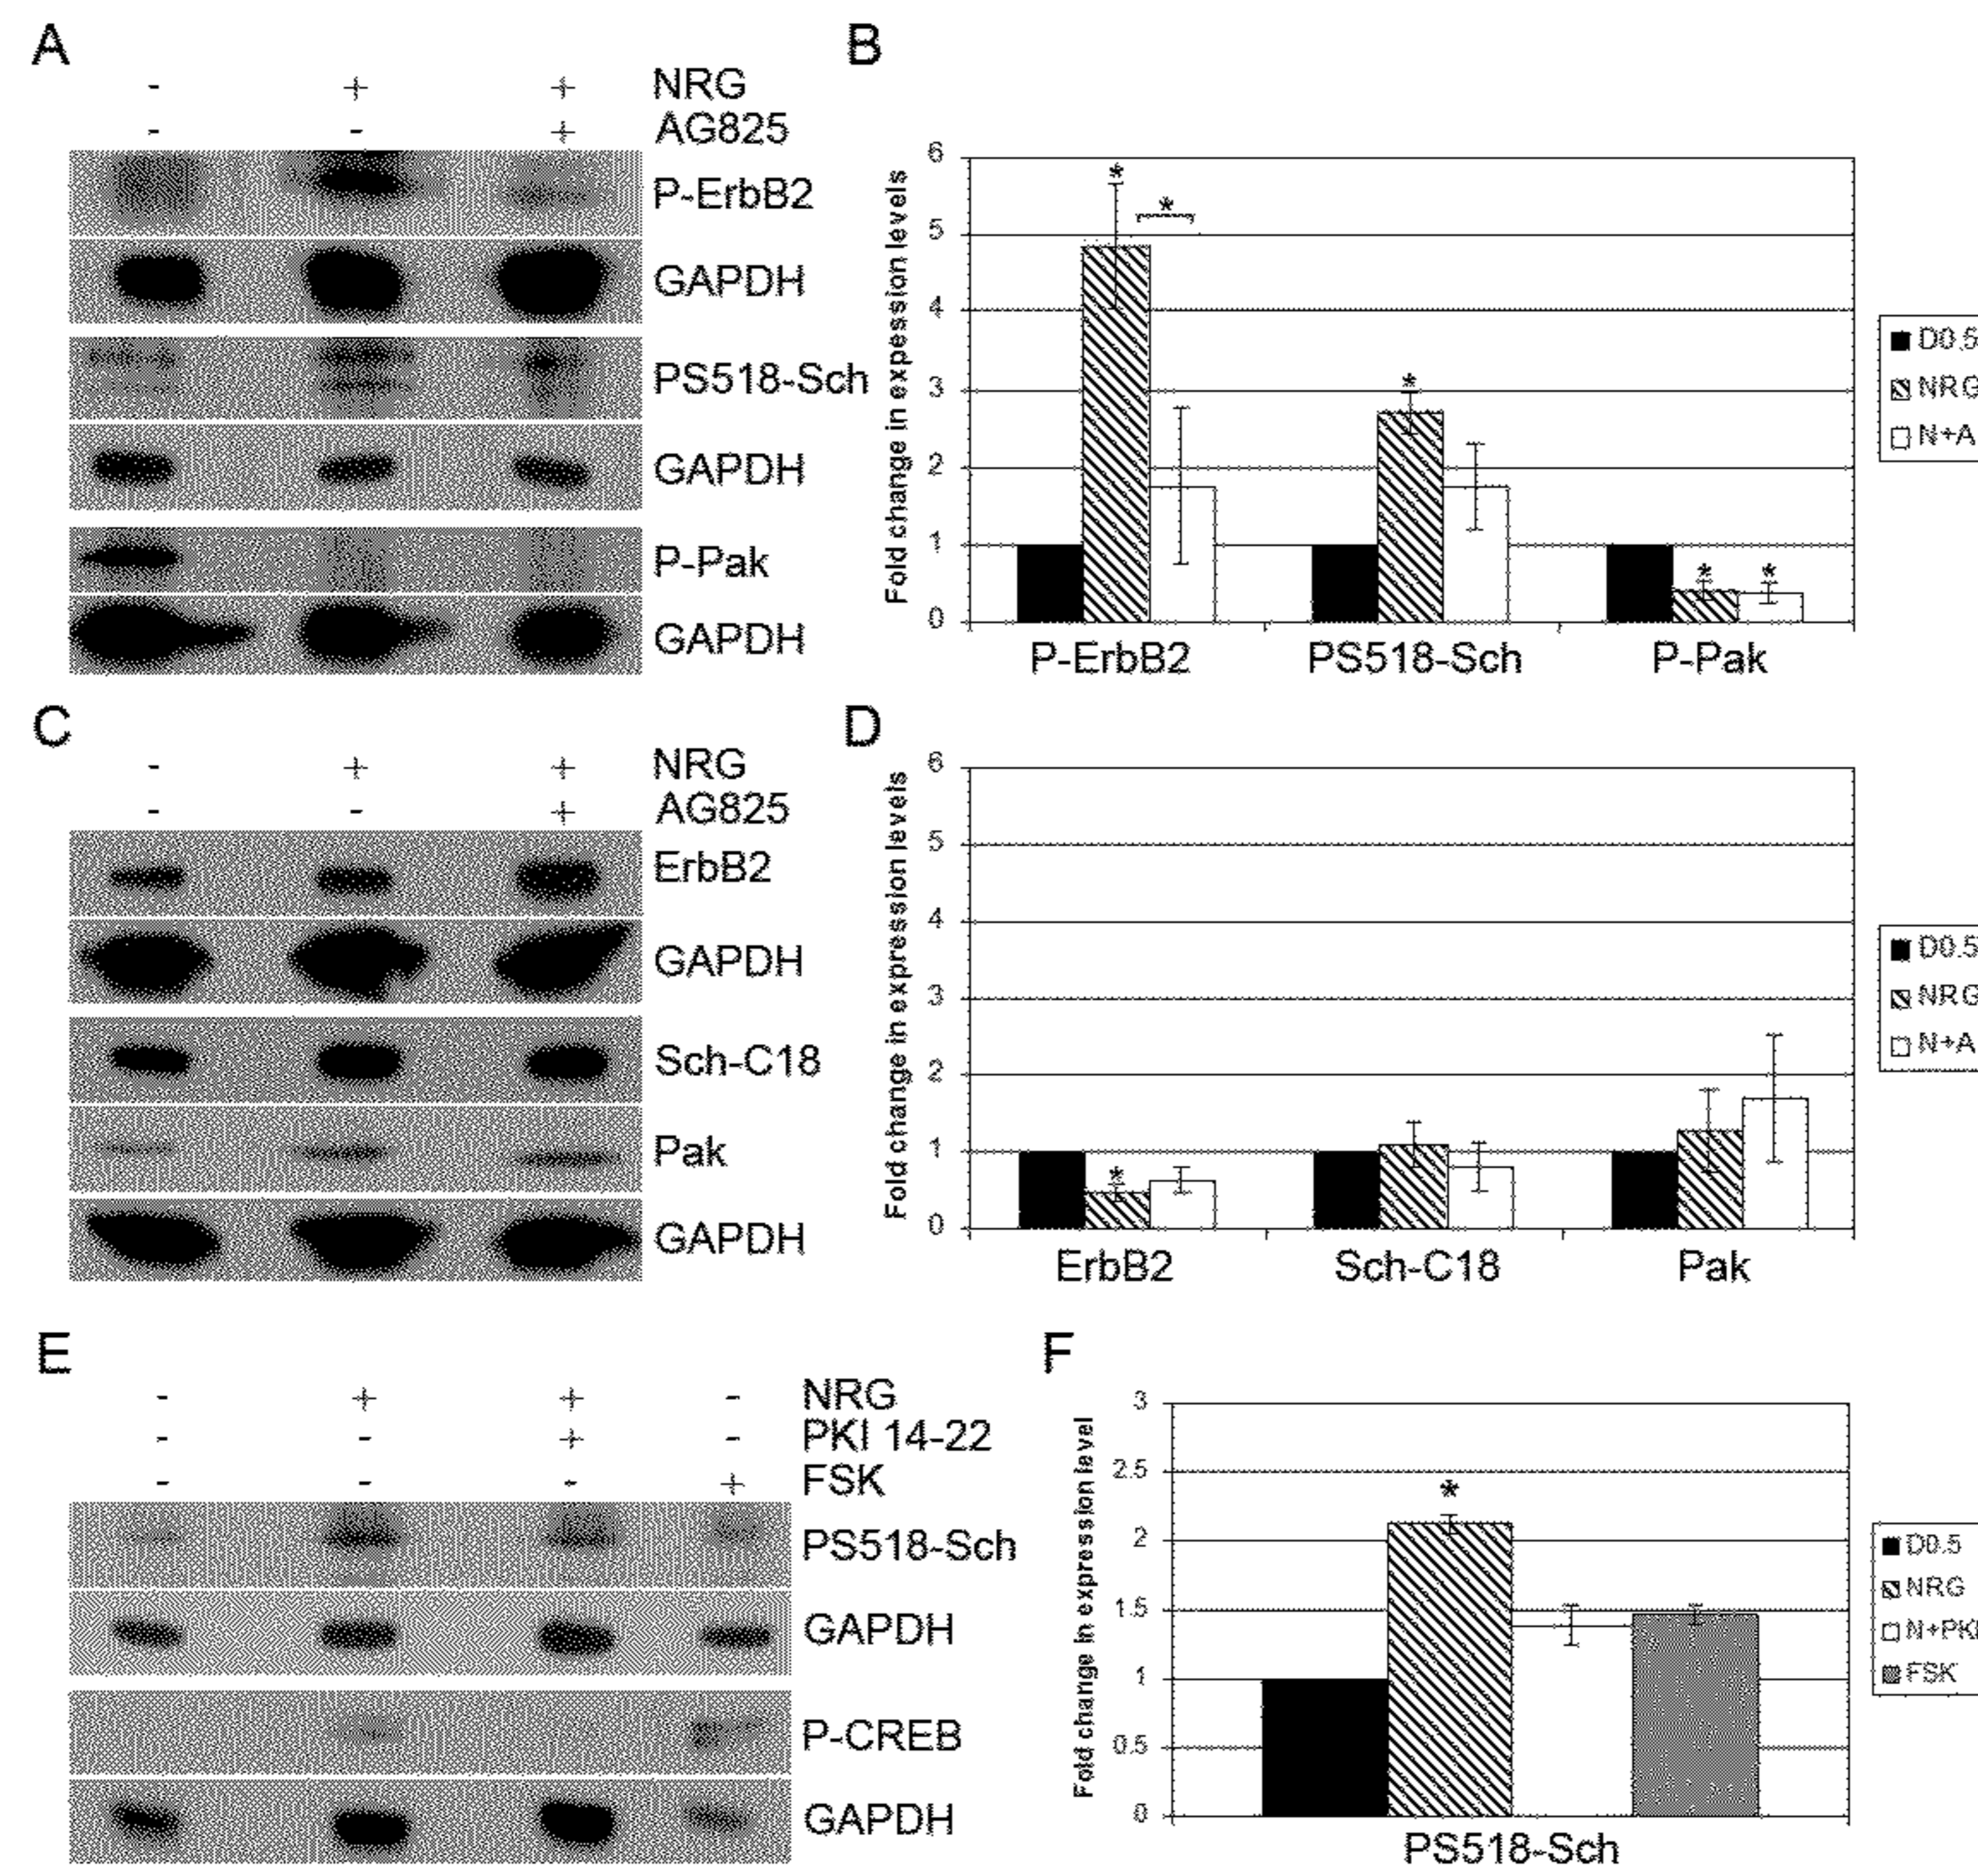 A
- + + NRG
- - + AG825
P-ErbB2
GAPDH
PS518-Sch
GAPDH
P-Pak
GAPDH
B
Fold change in expession levels
6
5
4
3
2
1
0
* * * * *
P-ErbB2 PS518-Sch P-Pak
D0.5
NRG
N+A
C
- + + NRG
- - + AG825
ErbB2
GAPDH
Sch-C18
Pak
GAPDH
D
Fold change in expression levels
6
5
4
3
2
1
0
*
ErbB2 Sch-C18 Pak
D0.5
NRG
N+A
E
- + + - NRG
- - + - PKI 14-22
- - - + FSK
PS518-Sch
GAPDH
P-CREB
GAPDH
F
Fold change in expression level
3
2.5
2
1.5
1
0.5
0
*
PS518-Sch
D0.5
NRG
N+PKI
FSK